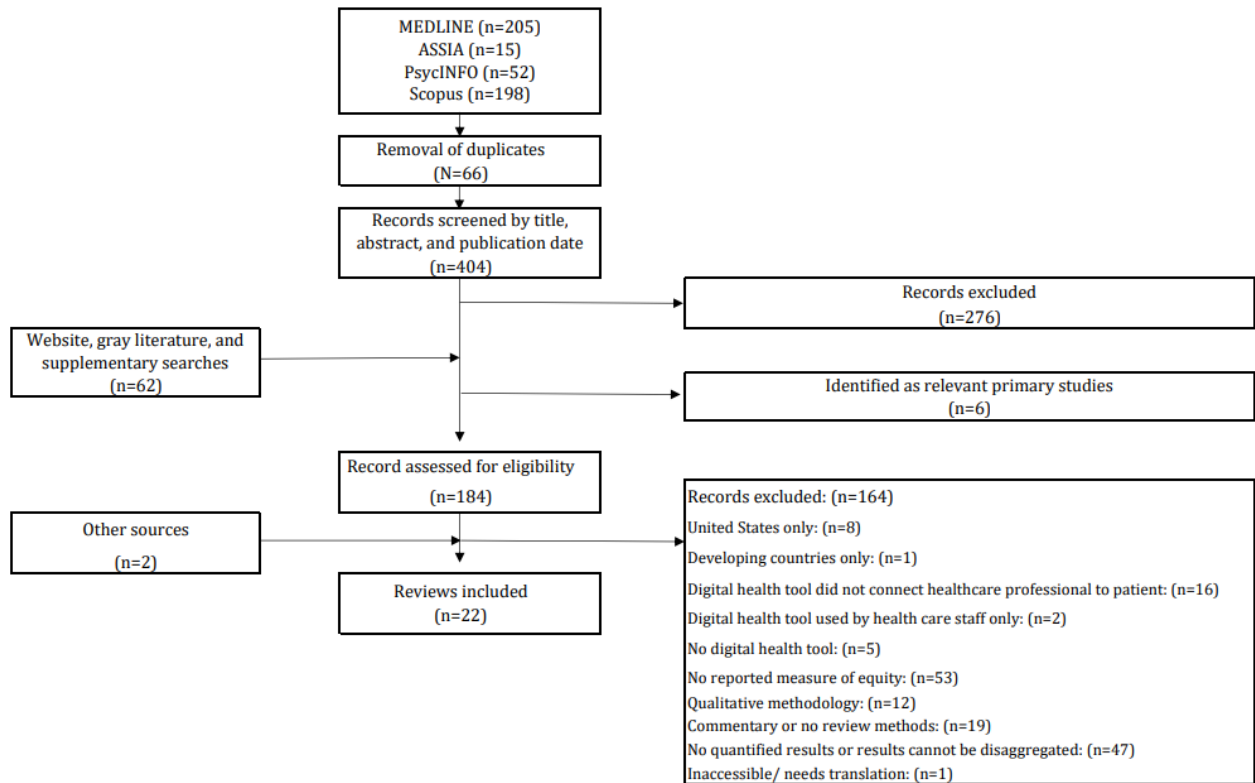 MEDLINE (n=205)
ASSIA (n=15)
PsycINFO (n=52)
Scopus (n=198)
Removal of duplicates
(N=66)
Records screened by title,
abstract, and publication date
(n=404)
Records excluded
(n=276)
Website, gray literature, and
supplementary searches
(n=62)
Identified as relevant primary studies
(n=6)
Record assessed for eligibility
(n=184)
Other sources
(n=2)
Records excluded: (n=164)
United States only: (n=8)
Developing countries only: (n=1)
Digital health tool did not connect healthcare professional to patient: (n=16)
Digital health tool used by health care staff only: (n=2)
No digital health tool: (n=5)
No reported measure of equity: (n=53)
Qualitative methodology: (n=12)
Commentary or no review methods: (n=19)
No quantified results or results cannot be disaggregated: (n=47)
Inaccessible/ needs translation: (n=1)
Reviews included
(n=22)